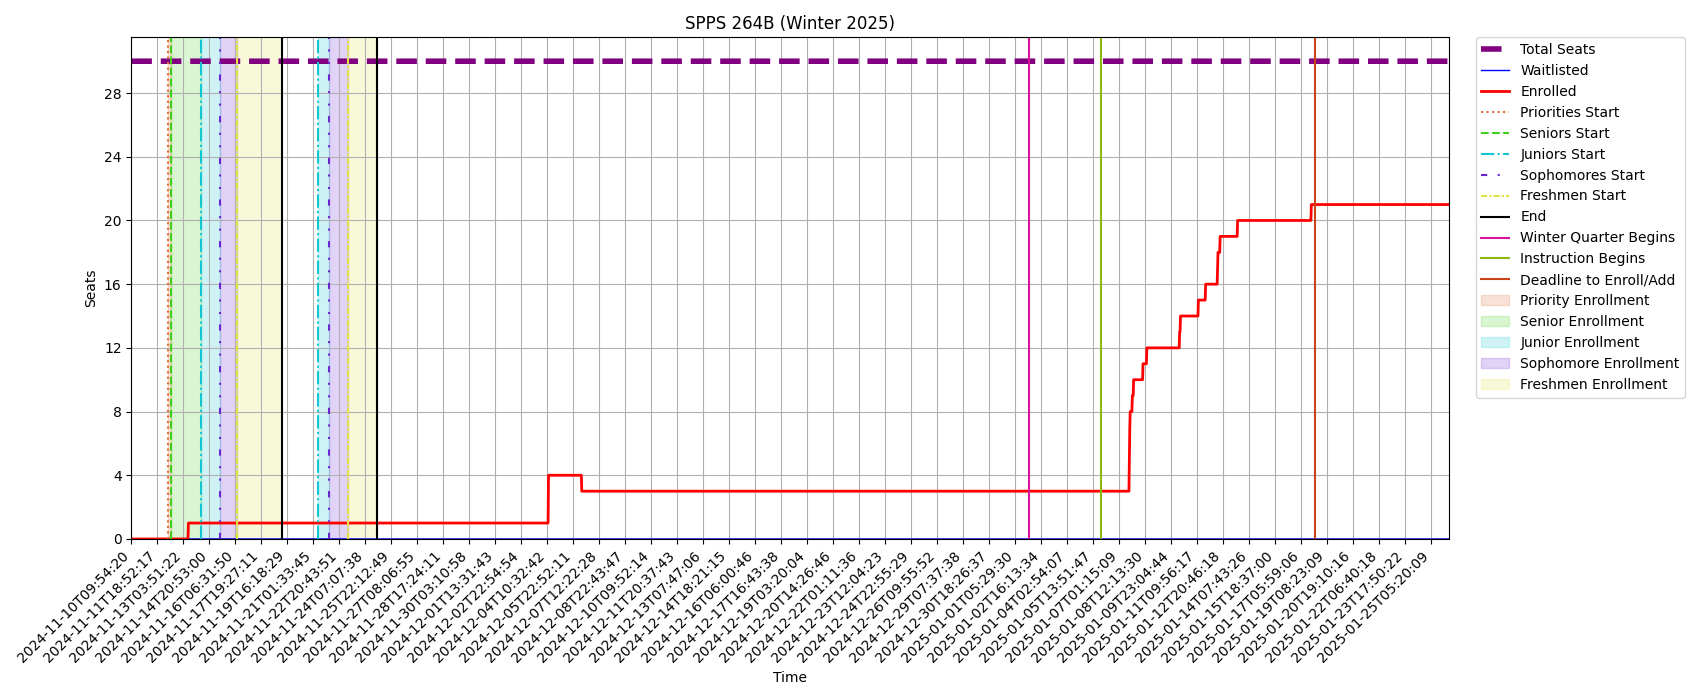 SPPS 264B (Winter 2025)
Seats
28
24
20
16
12
8
4
0
2024-11-10T09:54:20
2024-11-11T18:52:17
2024-11-13T03:51:22
2024-11-14T20:53:00
2024-11-16T06:31:50
2024-11-17T19:27:11
2024-11-19T16:18:29
2024-11-21T01:33:45
2024-11-22T20:43:51
2024-11-24T07:07:38
2024-11-25T22:12:49
2024-11-27T08:06:55
2024-11-28T17:24:11
2024-11-30T03:10:58
2024-12-01T13:31:43
2024-12-02T22:54:54
2024-12-04T10:32:42
2024-12-05T22:52:11
2024-12-07T12:22:28
2024-12-08T22:43:47
2024-12-10T09:52:14
2024-12-11T20:37:43
2024-12-13T07:47:06
2024-12-14T18:21:15
2024-12-16T06:00:46
2024-12-17T16:43:38
2024-12-19T03:20:04
2024-12-20T14:26:46
2024-12-22T01:11:36
2024-12-23T12:04:23
2024-12-24T22:55:29
2024-12-26T09:55:52
2024-12-29T07:37:38
2024-12-30T18:26:37
2025-01-01T05:29:30
2025-01-02T16:13:34
2025-01-04T02:54:07
2025-01-05T13:51:47
2025-01-07T01:15:09
2025-01-08T12:13:30
2025-01-09T23:04:44
2025-01-11T09:56:17
2025-01-12T20:46:18
2025-01-14T07:43:26
2025-01-15T18:37:00
2025-01-17T05:59:06
2025-01-19T08:23:09
2025-01-20T19:10:16
2025-01-22T06:40:18
2025-01-23T17:50:22
2025-01-25T05:20:09
Time
Total Seats
Waitlisted
Enrolled
Priorities Start
Seniors Start
Juniors Start
Sophomores Start
Freshmen Start
End
Winter Quarter Begins
Instruction Begins
Deadline to Enroll/Add
Priority Enrollment
Senior Enrollment
Junior Enrollment
Sophomore Enrollment
Freshmen Enrollment